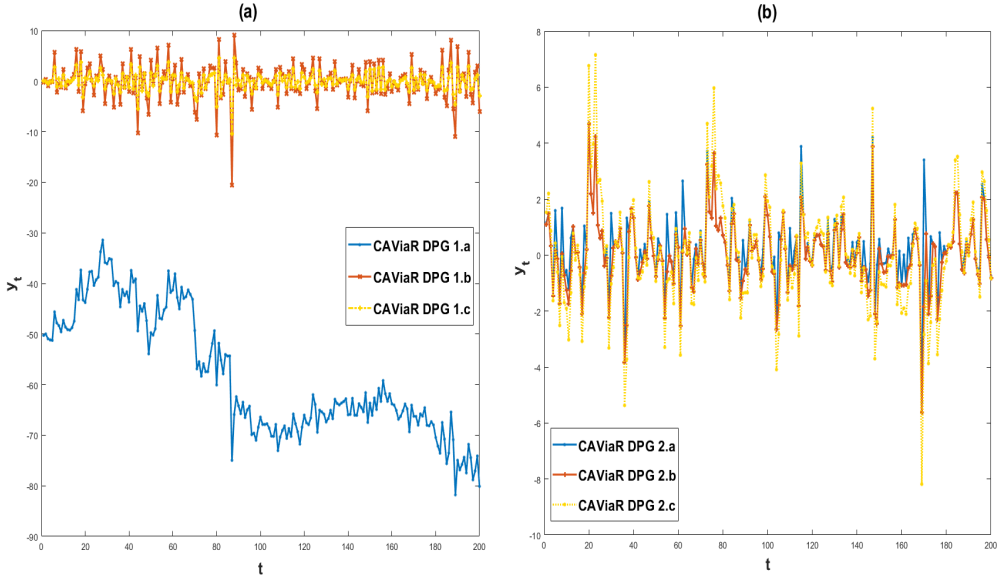 (a)
10
0
-10
-20
-30
-40
-50
-60
-70
-80
-90
y_t
0 20 40 60 80 100 120 140 160 180 200
t
CAViaR DPG 1.a
CAViaR DPG 1.b
CAViaR DPG 1.c
(b)
8
6
4
2
0
-2
-4
-6
-8
-10
y_t
0 20 40 60 80 100 120 140 160 180 200
t
CAViaR DPG 2.a
CAViaR DPG 2.b
CAViaR DPG 2.c